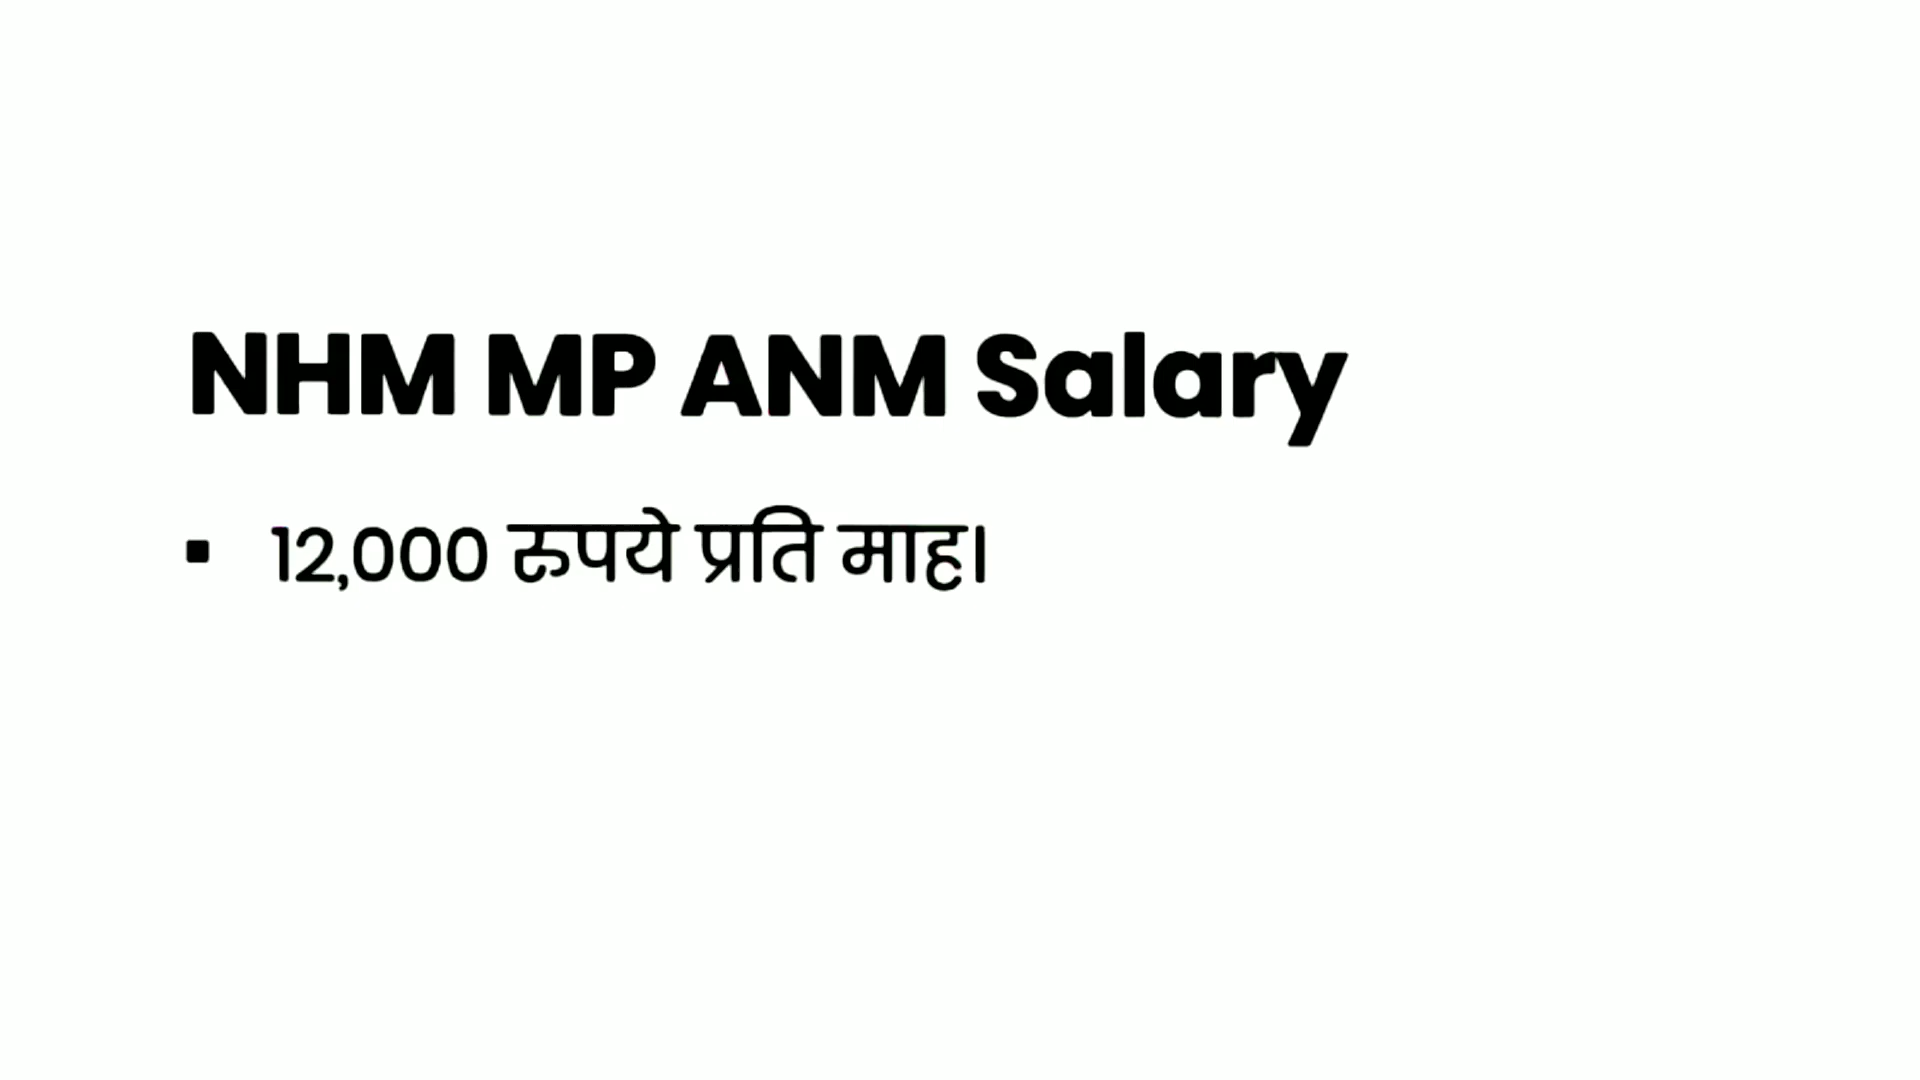 NHM MP ANM Salary
▪ 12,000 रुपये प्रति माह।